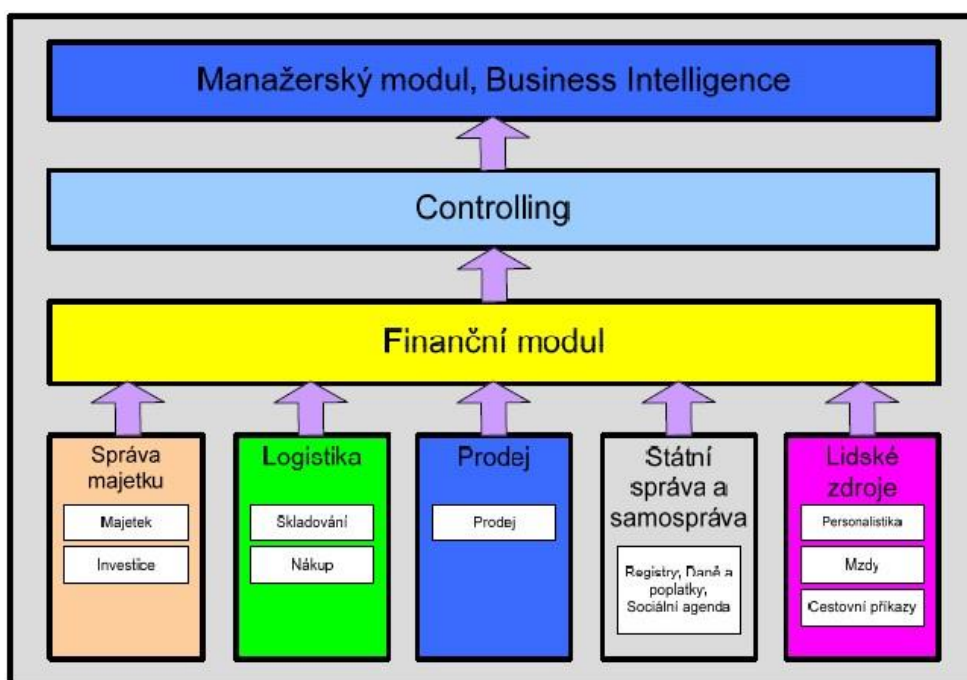 Manažerský modul, Business Intelligence
Controlling
Finanční modul
Správa
majetku
Majetek
Investice
Logistika
Skladování
Nákup
Prodej
Prodej
Státní
správa a
samospráva
Registry, Daně a
poplatky,
Sociální agenda
Lidské
zdroje
Personalistika
Mzdy
Cestovní příkazy